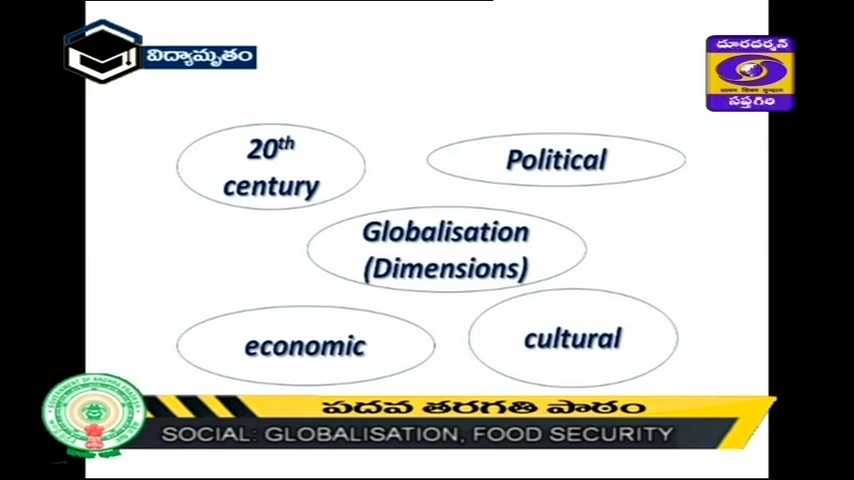 విద్యామృతం
దూరదర్శన్
సప్తగిరి
20th
century
Political
Globalisation
(Dimensions)
economic
cultural
పదవ తరగతి పాఠం
SOCIAL: GLOBALISATION, FOOD SECURITY